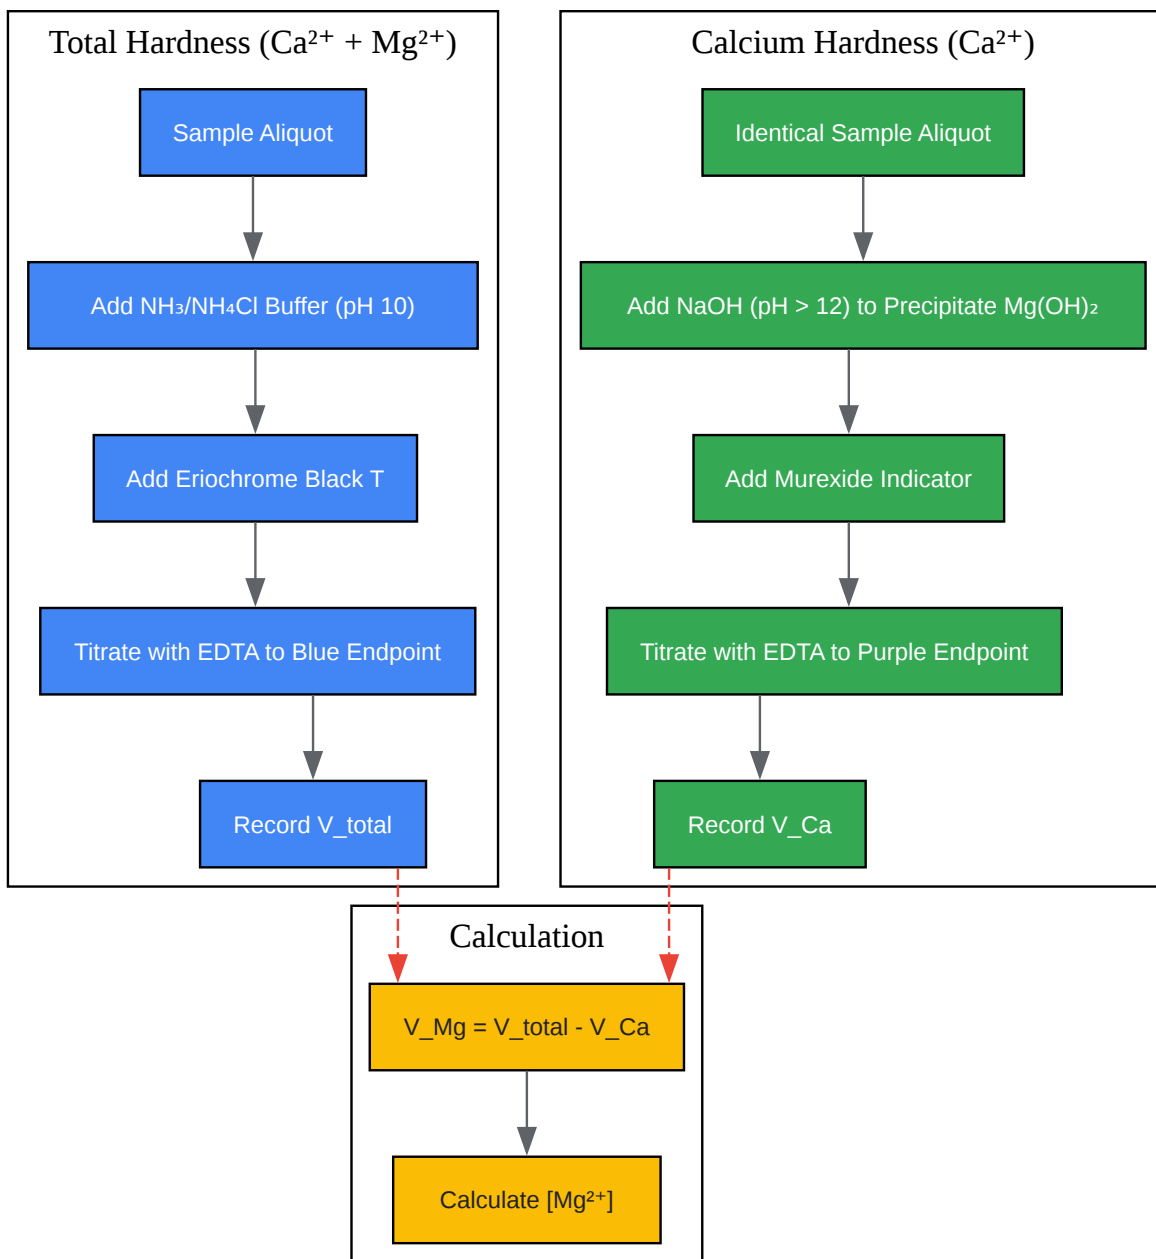 Total Hardness (Ca²⁺ + Mg²⁺)
Sample Aliquot
Add NH₃/NH₄Cl Buffer (pH 10)
Add Eriochrome Black T
Titrate with EDTA to Blue Endpoint
Record V_total
Calcium Hardness (Ca²⁺)
Identical Sample Aliquot
Add NaOH (pH > 12) to Precipitate Mg(OH)₂
Add Murexide Indicator
Titrate with EDTA to Purple Endpoint
Record V_Ca
Calculation
V_Mg = V_total - V_Ca
Calculate [Mg²⁺]